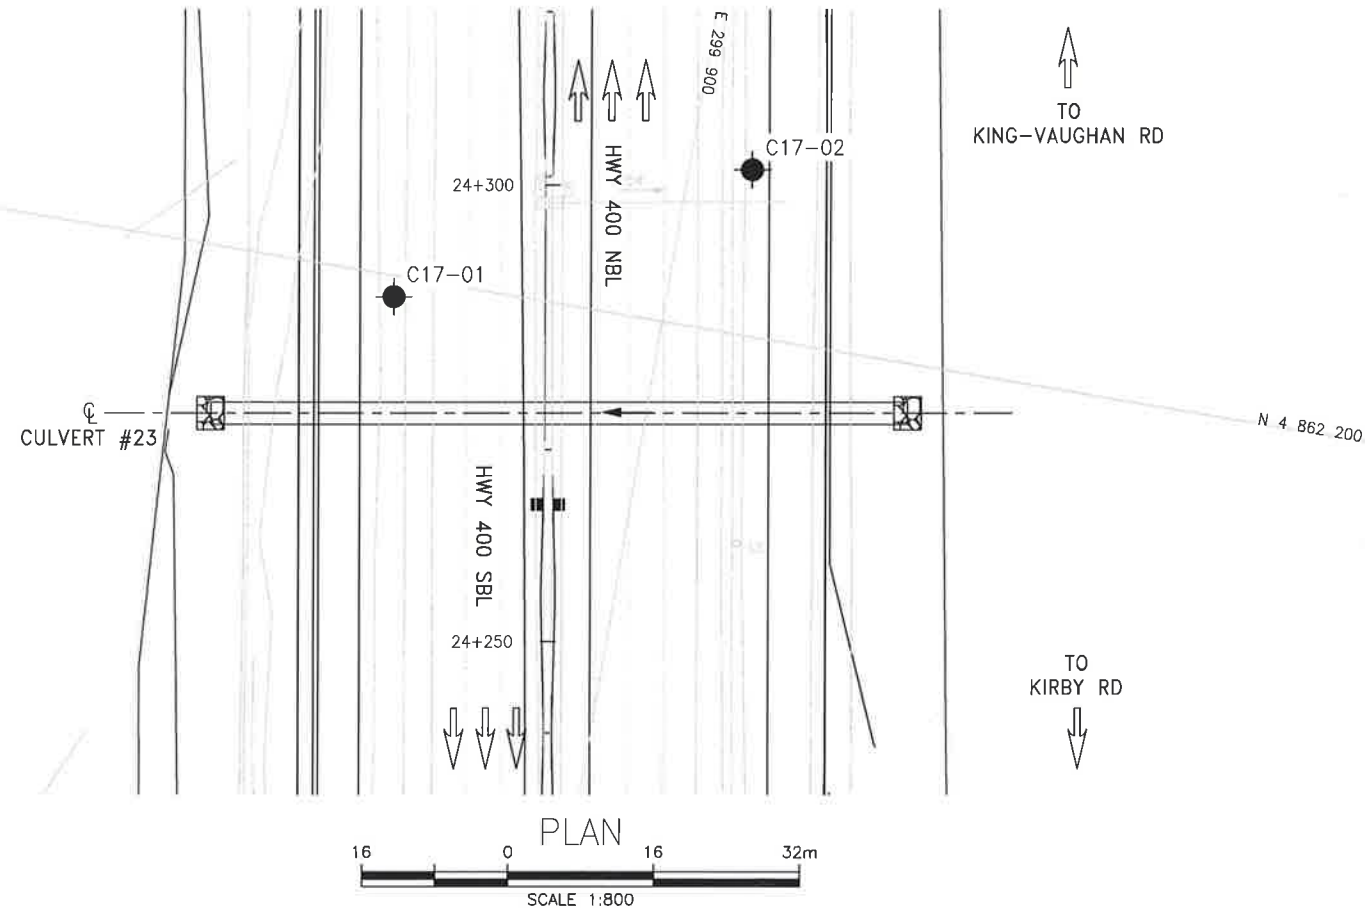 E 299 900
TO
KING-VAUGHAN RD
C17-02
24+300
HWY 400 NBL
C17-01
℄
CULVERT #23
N 4 862 200
HWY 400 SBL
24+250
TO
KIRBY RD
PLAN
16 0 16 32m
SCALE 1:800